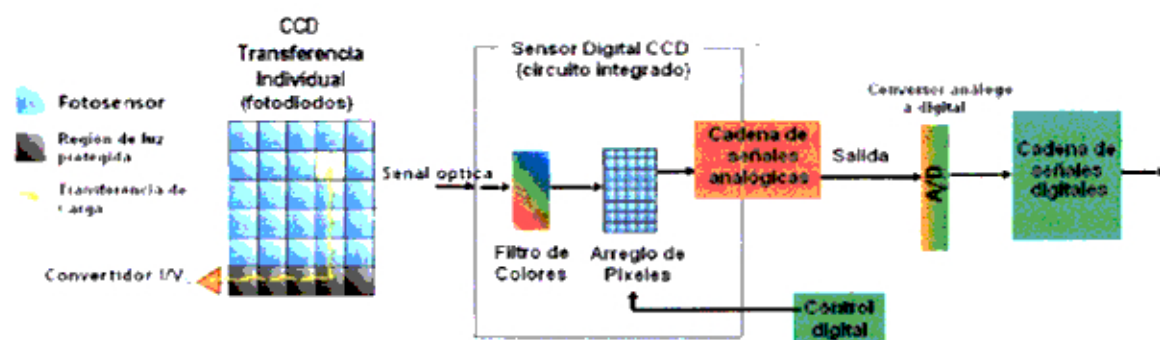 CCD
Transferencia
Individual
(fotodiodos)
Fotosensor
Región de luz
protegida
Transferencia de
Carga
Convertidor I/V
Senal optica
Sensor Digital CCD
(circuito integrado)
Filtro de
Colores
Arreglo de
Pixeles
Cadena de
señales
analógicas
Salida
Control
digital
Conversor análogo
a digital
A/D
Cadena de
señales
digitales